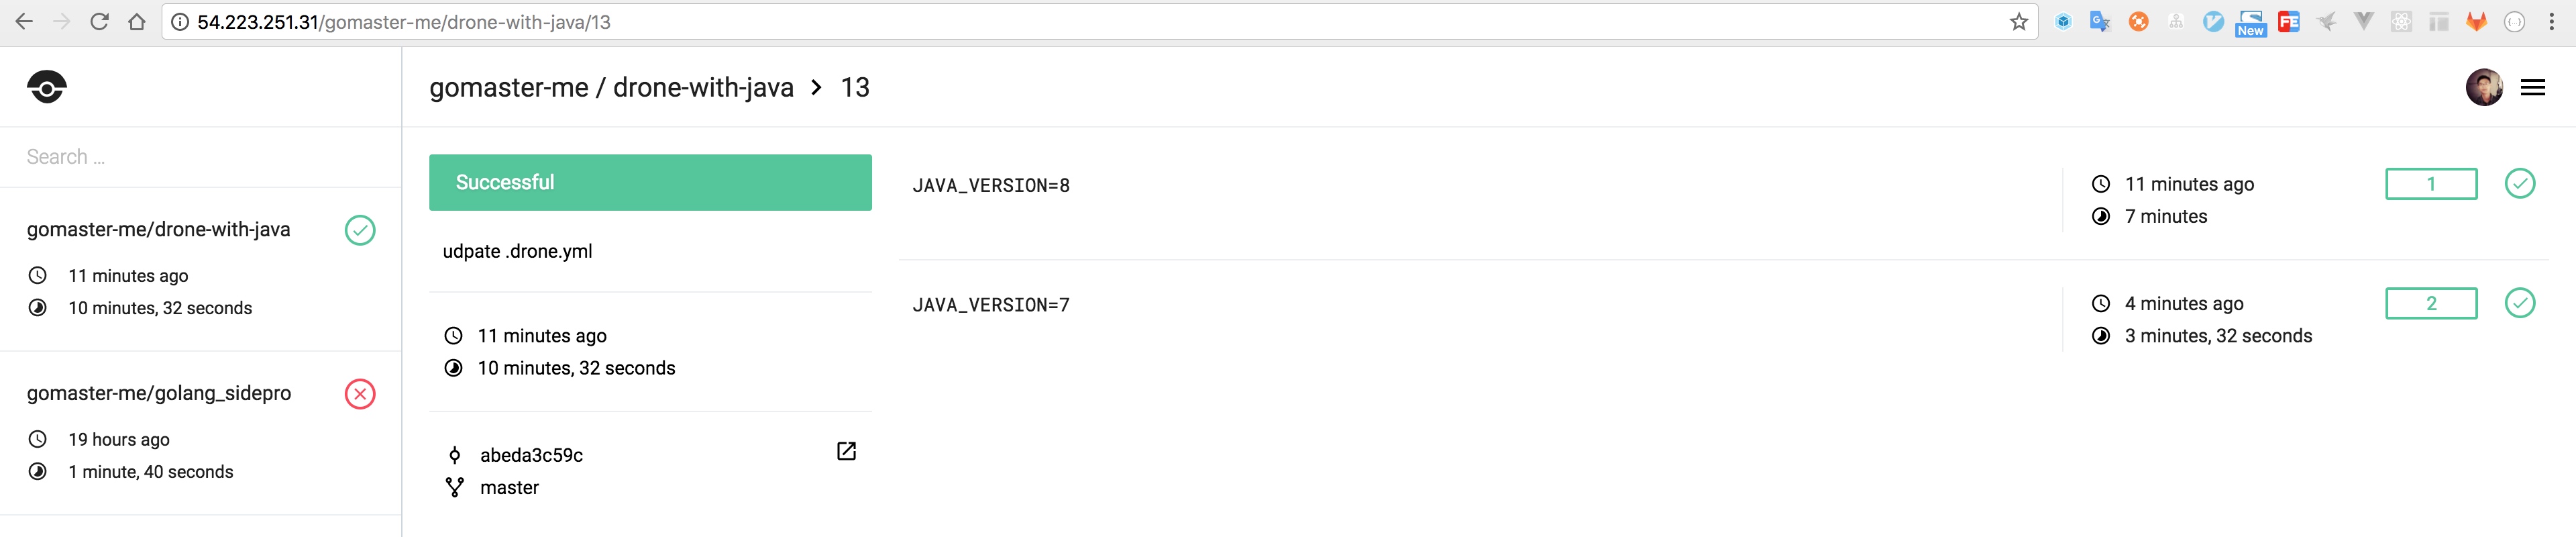 54.223.251.31/gomaster-me/drone-with-java/13
New
FE
gomaster-me / drone-with-java > 13
Search ...
gomaster-me/drone-with-java
11 minutes ago
10 minutes, 32 seconds
gomaster-me/golang_sidepro
19 hours ago
1 minute, 40 seconds
Successful
udpate .drone.yml
11 minutes ago
10 minutes, 32 seconds
abeda3c59c
master
JAVA_VERSION=8
11 minutes ago
7 minutes
1
JAVA_VERSION=7
4 minutes ago
3 minutes, 32 seconds
2